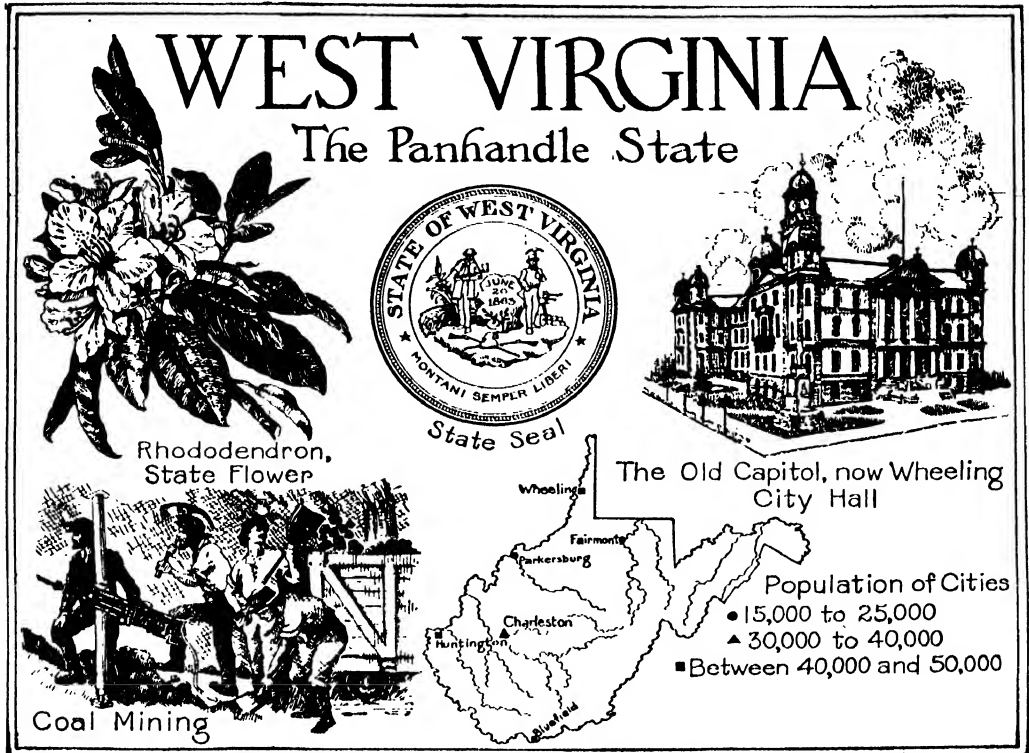 WEST VIRGINIA
The Panhandle State
STATE OF WEST VIRGINIA
JUNE
20
1863
MONTANI SEMPER LIBERI
State Seal
Rhododendron,
State Flower
The Old Capitol, now Wheeling
City Hall
Coal Mining
Wheeling
Fairmont
Parkersburg
Charleston
Huntington
Bluefield
Population of Cities
15,000 to 25,000
30,000 to 40,000
Between 40,000 and 50,000